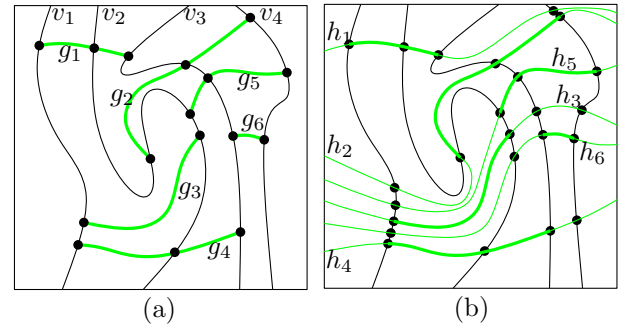 v₁ v₂ v₃ v₄
g₁
g₂ g₅
g₆
g₃
g₄
(a)
h₁
h₅
h₃
h₂ h₆
h₄
(b)